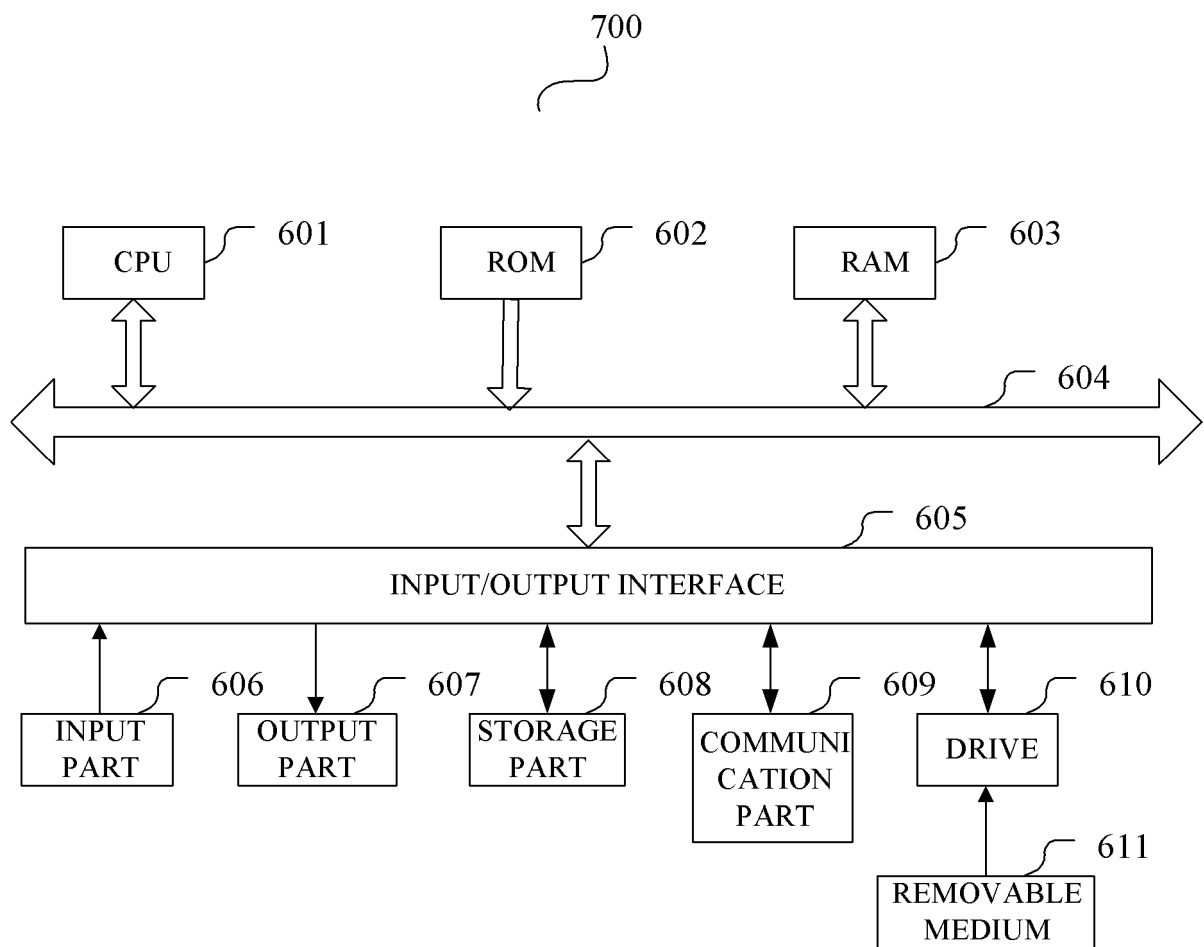 700
CPU 601
ROM 602
RAM 603
604
605
INPUT/OUTPUT INTERFACE
606
607
608
609
610
INPUT
PART
OUTPUT
PART
STORAGE
PART
COMMUNI
CATION
PART
DRIVE
611
REMOVABLE
MEDIUM